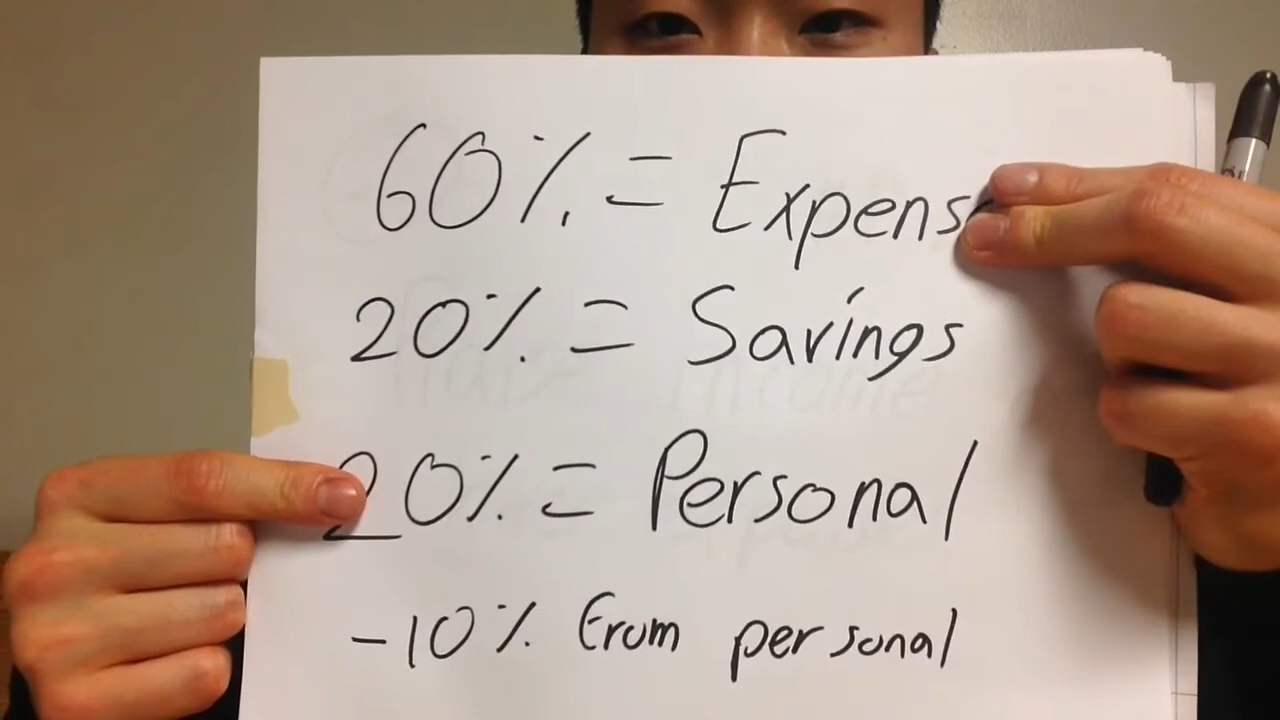 60% = Expens
20% = Savings
20% = Personal
-10% From personal